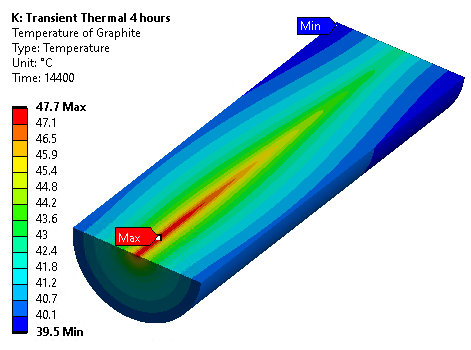 K: Transient Thermal 4 hours
Temperature of Graphite
Type: Temperature
Unit: °C
Time: 14400
Min
47.7 Max
47.1
46.5
45.9
45.4
44.8
44.2
43.6
43
42.4
41.8
41.2
40.7
40.1
39.5 Min
Max